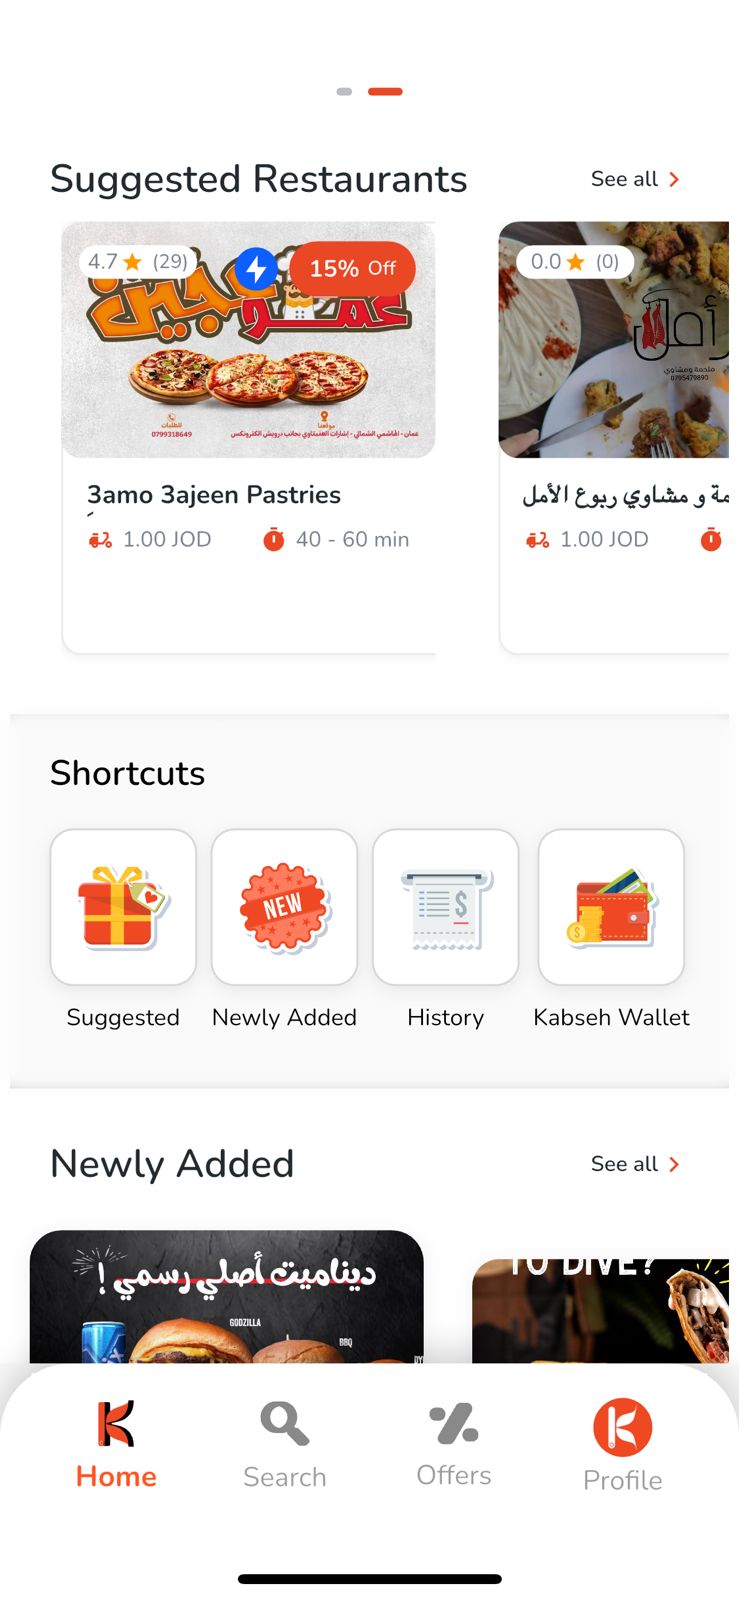 Suggested Restaurants
See all
4.7 (29)
15% Off
عمو عجين
للطلبات
0799318649
موقعنا
عمان - الهاشمي الشمالي - إشارات العفيفاوي بجانب درويش الكترونكس
3amo 3ajeen Pastries
1.00 JOD
40 - 60 min
0.0 (0)
أمل
ملحمة ومشاوي
0795479890
مة و مشاوي ربوع الأمل
1.00 JOD
Shortcuts
NEW
$
$
Suggested
Newly Added
History
Kabseh Wallet
Newly Added
See all
ديناميت أصلي رسمي !
GODZILLA
BBQ
TO DIVE?
K
Home
Search
Offers
K
Profile